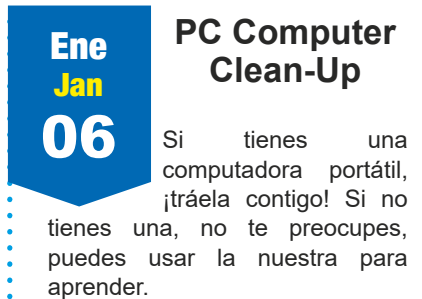 Ene
Jan
06
PC Computer
Clean-Up
Si tienes una
computadora portátil,
¡tráela contigo! Si no
tienes una, no te preocupes,
puedes usar la nuestra para
aprender.